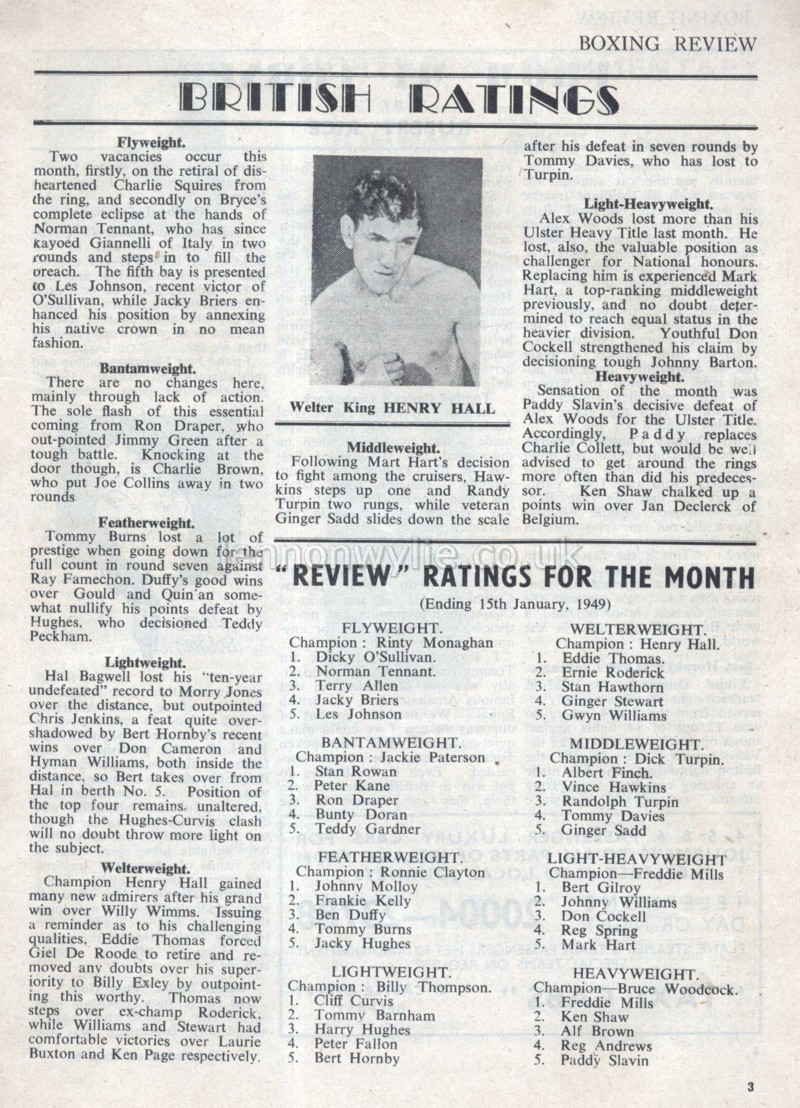 BOXING REVIEW
BRITISH RATINGS
Flyweight.
Two vacancies occur this
month, firstly, on the retiral of dis-
heartened Charlie Squires from
the ring, and secondly on Bryce's
complete eclipse at the hands of
Norman Tennant, who has since
kayoed Giannelli of Italy in two
rounds and steps in to fill the
breach. The fifth bay is presented
to Les Johnson, recent victor of
O'Sullivan, while Jacky Briers en-
hanced his position by annexing
his native crown in no mean
fashion.
Bantamweight.
There are no changes here,
mainly through lack of action.
The sole flash of this essential
coming from Ron Draper, who
out-pointed Jimmy Green after a
tough battle. Knocking at the
door though, is Charlie Brown,
who put Joe Collins away in two
rounds
Featherweight.
Tommy Burns lost a lot of
prestige when going down for the
full count in round seven against
Ray Famechon. Duffy's good wins
over Gould and Quin'an some-
what nullify his points defeat by
Hughes, who decisioned Teddy
Peckham.
Lightweight.
Hal Bagwell lost his "ten-year
undefeated" record to Morry Jones
over the distance, but outpointed
Chris Jenkins, a feat quite over-
shadowed by Bert Hornby's recent
wins over Don Cameron and
Hyman Williams, both inside the
distance, so Bert takes over from
Hal in berth No. 5. Position of
the top four remains unaltered,
though the Hughes-Curvis clash
will no doubt throw more light on
the subject.
Welterweight.
Champion Henry Hall gained
many new admirers after his grand
win over Willy Wimms. Issuing
a reminder as to his challenging
qualities, Eddie Thomas forced
Giel De Roode to retire and re-
moved any doubts over his super-
iority to Billy Exley by outpoint-
ing this worthy. Thomas now
steps over ex-champ Roderick,
while Williams and Stewart had
comfortable victories over Laurie
Buxton and Ken Page respectively.
Welter King HENRY HALL
Middleweight.
Following Mart Hart's decision
to fight among the cruisers, Haw-
kins steps up one and Randy
Turpin two rungs, while veteran
Ginger Sadd slides down the scale
after his defeat in seven rounds by
Tommy Davies, who has lost to
Turpin.
Light-Heavyweight.
Alex Woods lost more than his
Ulster Heavy Title last month. He
lost, also, the valuable position as
challenger for National honours.
Replacing him is experienced Mark
Hart, a top-ranking middleweight
previously, and no doubt deter-
mined to reach equal status in the
heavier division. Youthful Don
Cockell strengthened his claim by
decisioning tough Johnny Barton.
Heavyweight.
Sensation of the month was
Paddy Slavin's decisive defeat of
Alex Woods for the Ulster Title.
Accordingly, Paddy replaces
Charlie Collett, but would be well
advised to get around the rings
more often than did his predeces-
sor. Ken Shaw chalked up a
points win over Jan Declerck of
Belgium.
"REVIEW" RATINGS FOR THE MONTH
(Ending 15th January, 1949)
FLYWEIGHT.
Champion : Rinty Monaghan
1. Dicky O'Sullivan.
2. Norman Tennant.
3. Terry Allen
4. Jacky Briers
5. Les Johnson
BANTAMWEIGHT.
Champion : Jackie Paterson
1. Stan Rowan
2. Peter Kane
3. Ron Draper
4. Bunty Doran
5. Teddy Gardner
FEATHERWEIGHT.
Champion : Ronnie Clayton
1. Johnny Molloy
2. Frankie Kelly
3. Ben Duffy
4. Tommy Burns
5. Jacky Hughes
LIGHTWEIGHT.
Champion : Billy Thompson.
1. Cliff Curvis
2. Tommy Barnham
3. Harry Hughes
4. Peter Fallon
5. Bert Hornby
WELTERWEIGHT.
Champion : Henry Hall.
1. Eddie Thomas.
2. Ernie Roderick
3. Stan Hawthorn
4. Ginger Stewart
5. Gwyn Williams
MIDDLEWEIGHT.
Champion : Dick Turpin.
1. Albert Finch.
2. Vince Hawkins
3. Randolph Turpin
4. Tommy Davies
5. Ginger Sadd
LIGHT-HEAVYWEIGHT
Champion—Freddie Mills
1. Bert Gilroy
2. Johnny Williams
3. Don Cockell
4. Reg Spring
5. Mark Hart
HEAVYWEIGHT.
Champion—Bruce Woodcock.
1. Freddie Mills
2. Ken Shaw
3. Alf Brown
4. Reg Andrews
5. Paddy Slavin
3